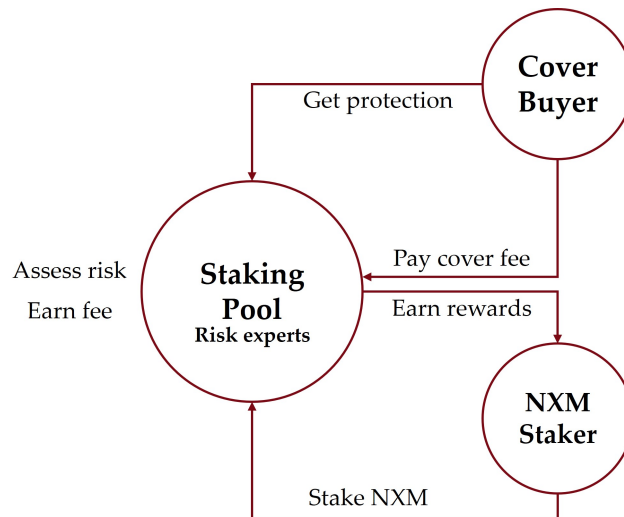 Cover
Buyer
Get protection
Assess risk
Earn fee
Staking
Pool
Risk experts
Pay cover fee
Earn rewards
NXM
Staker
Stake NXM